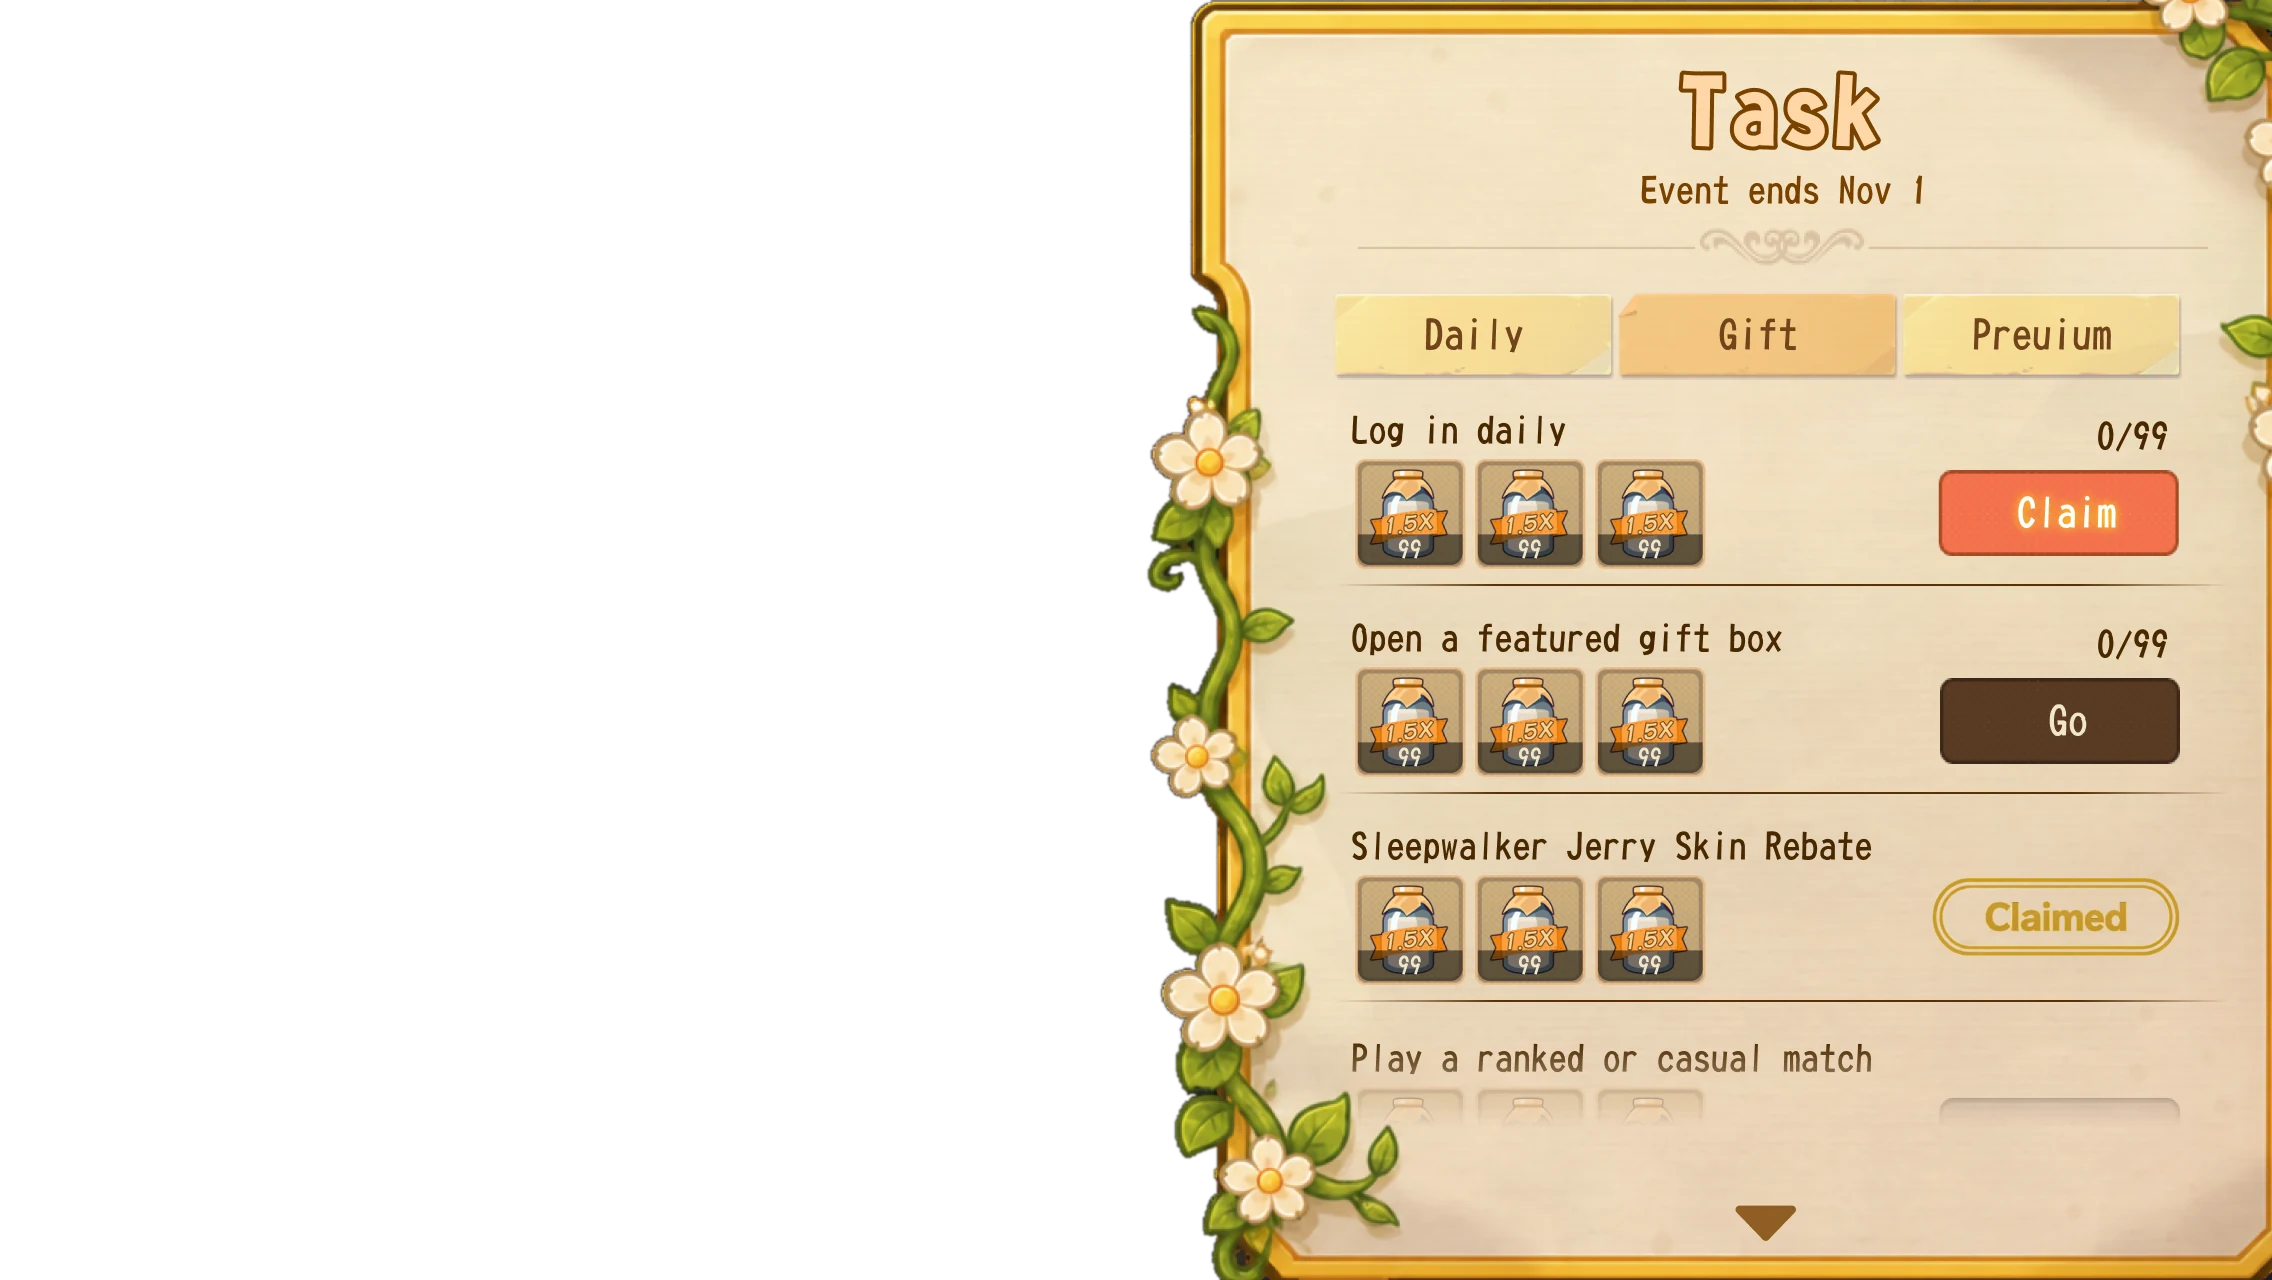 Task
Event ends Nov 1
Daily
Gift
Preuium
Log in daily
0/99
1.5X
99
1.5X
99
1.5X
99
Claim
Open a featured gift box
0/99
1.5X
99
1.5X
99
1.5X
99
Go
Sleepwalker Jerry Skin Rebate
1.5X
99
1.5X
99
1.5X
99
Claimed
Play a ranked or casual match